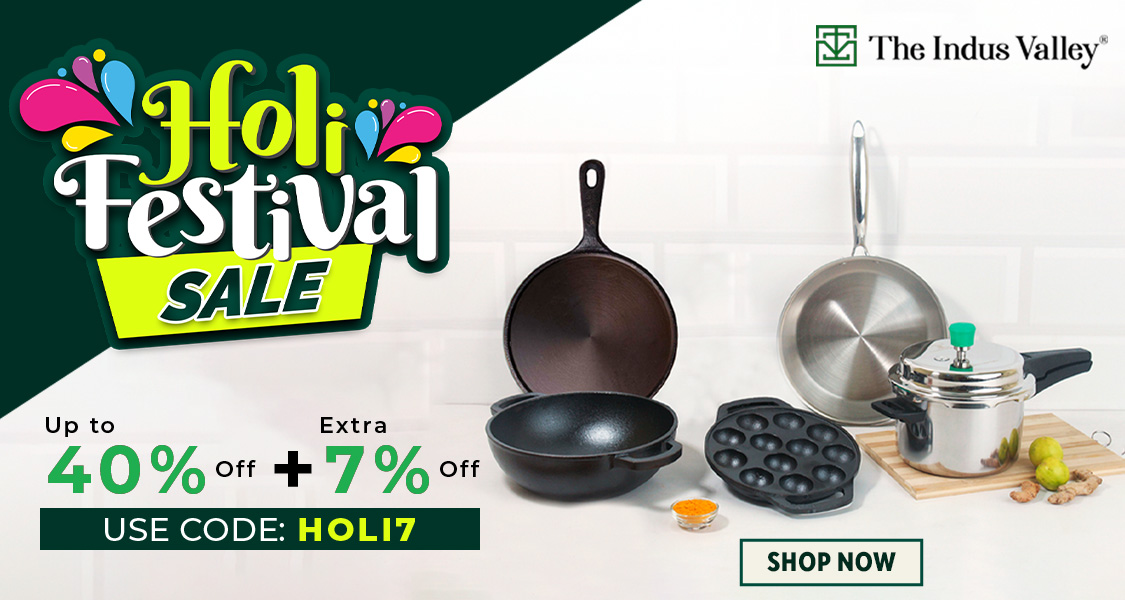 The Indus Valley®
Holi
Festival
SALE
Up to
40% Off
+
Extra
7% Off
USE CODE: HOLI7
SHOP NOW